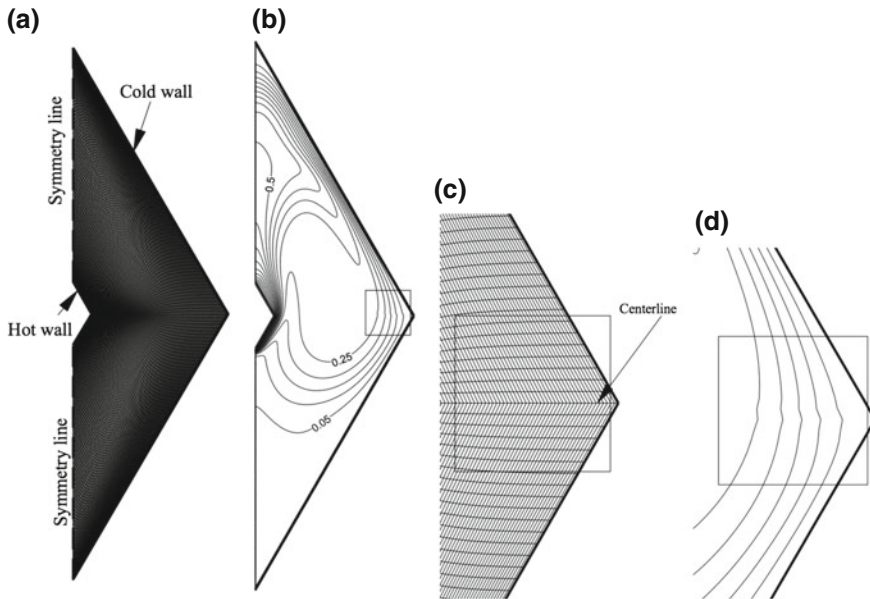 (a)
(b)
Cold wall
Symmetry line
Hot wall
Symmetry line
0.5
0.25
0.05
(c)
Centerline
(d)